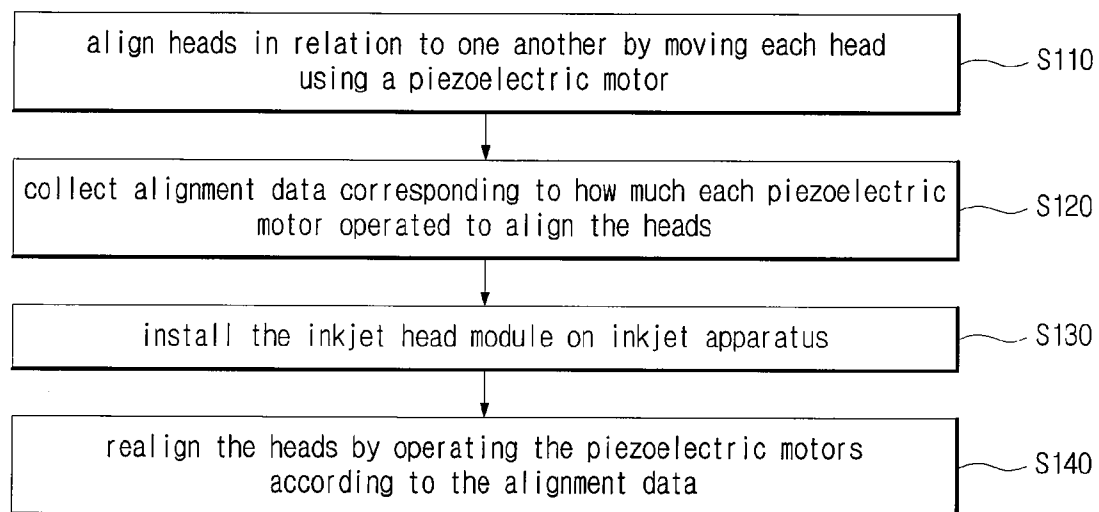 align heads in relation to one another by moving each head
using a piezoelectric motor
S110
collect alignment data corresponding to how much each piezoelectric
motor operated to align the heads
S120
install the inkjet head module on inkjet apparatus
S130
realign the heads by operating the piezoelectric motors
according to the alignment data
S140